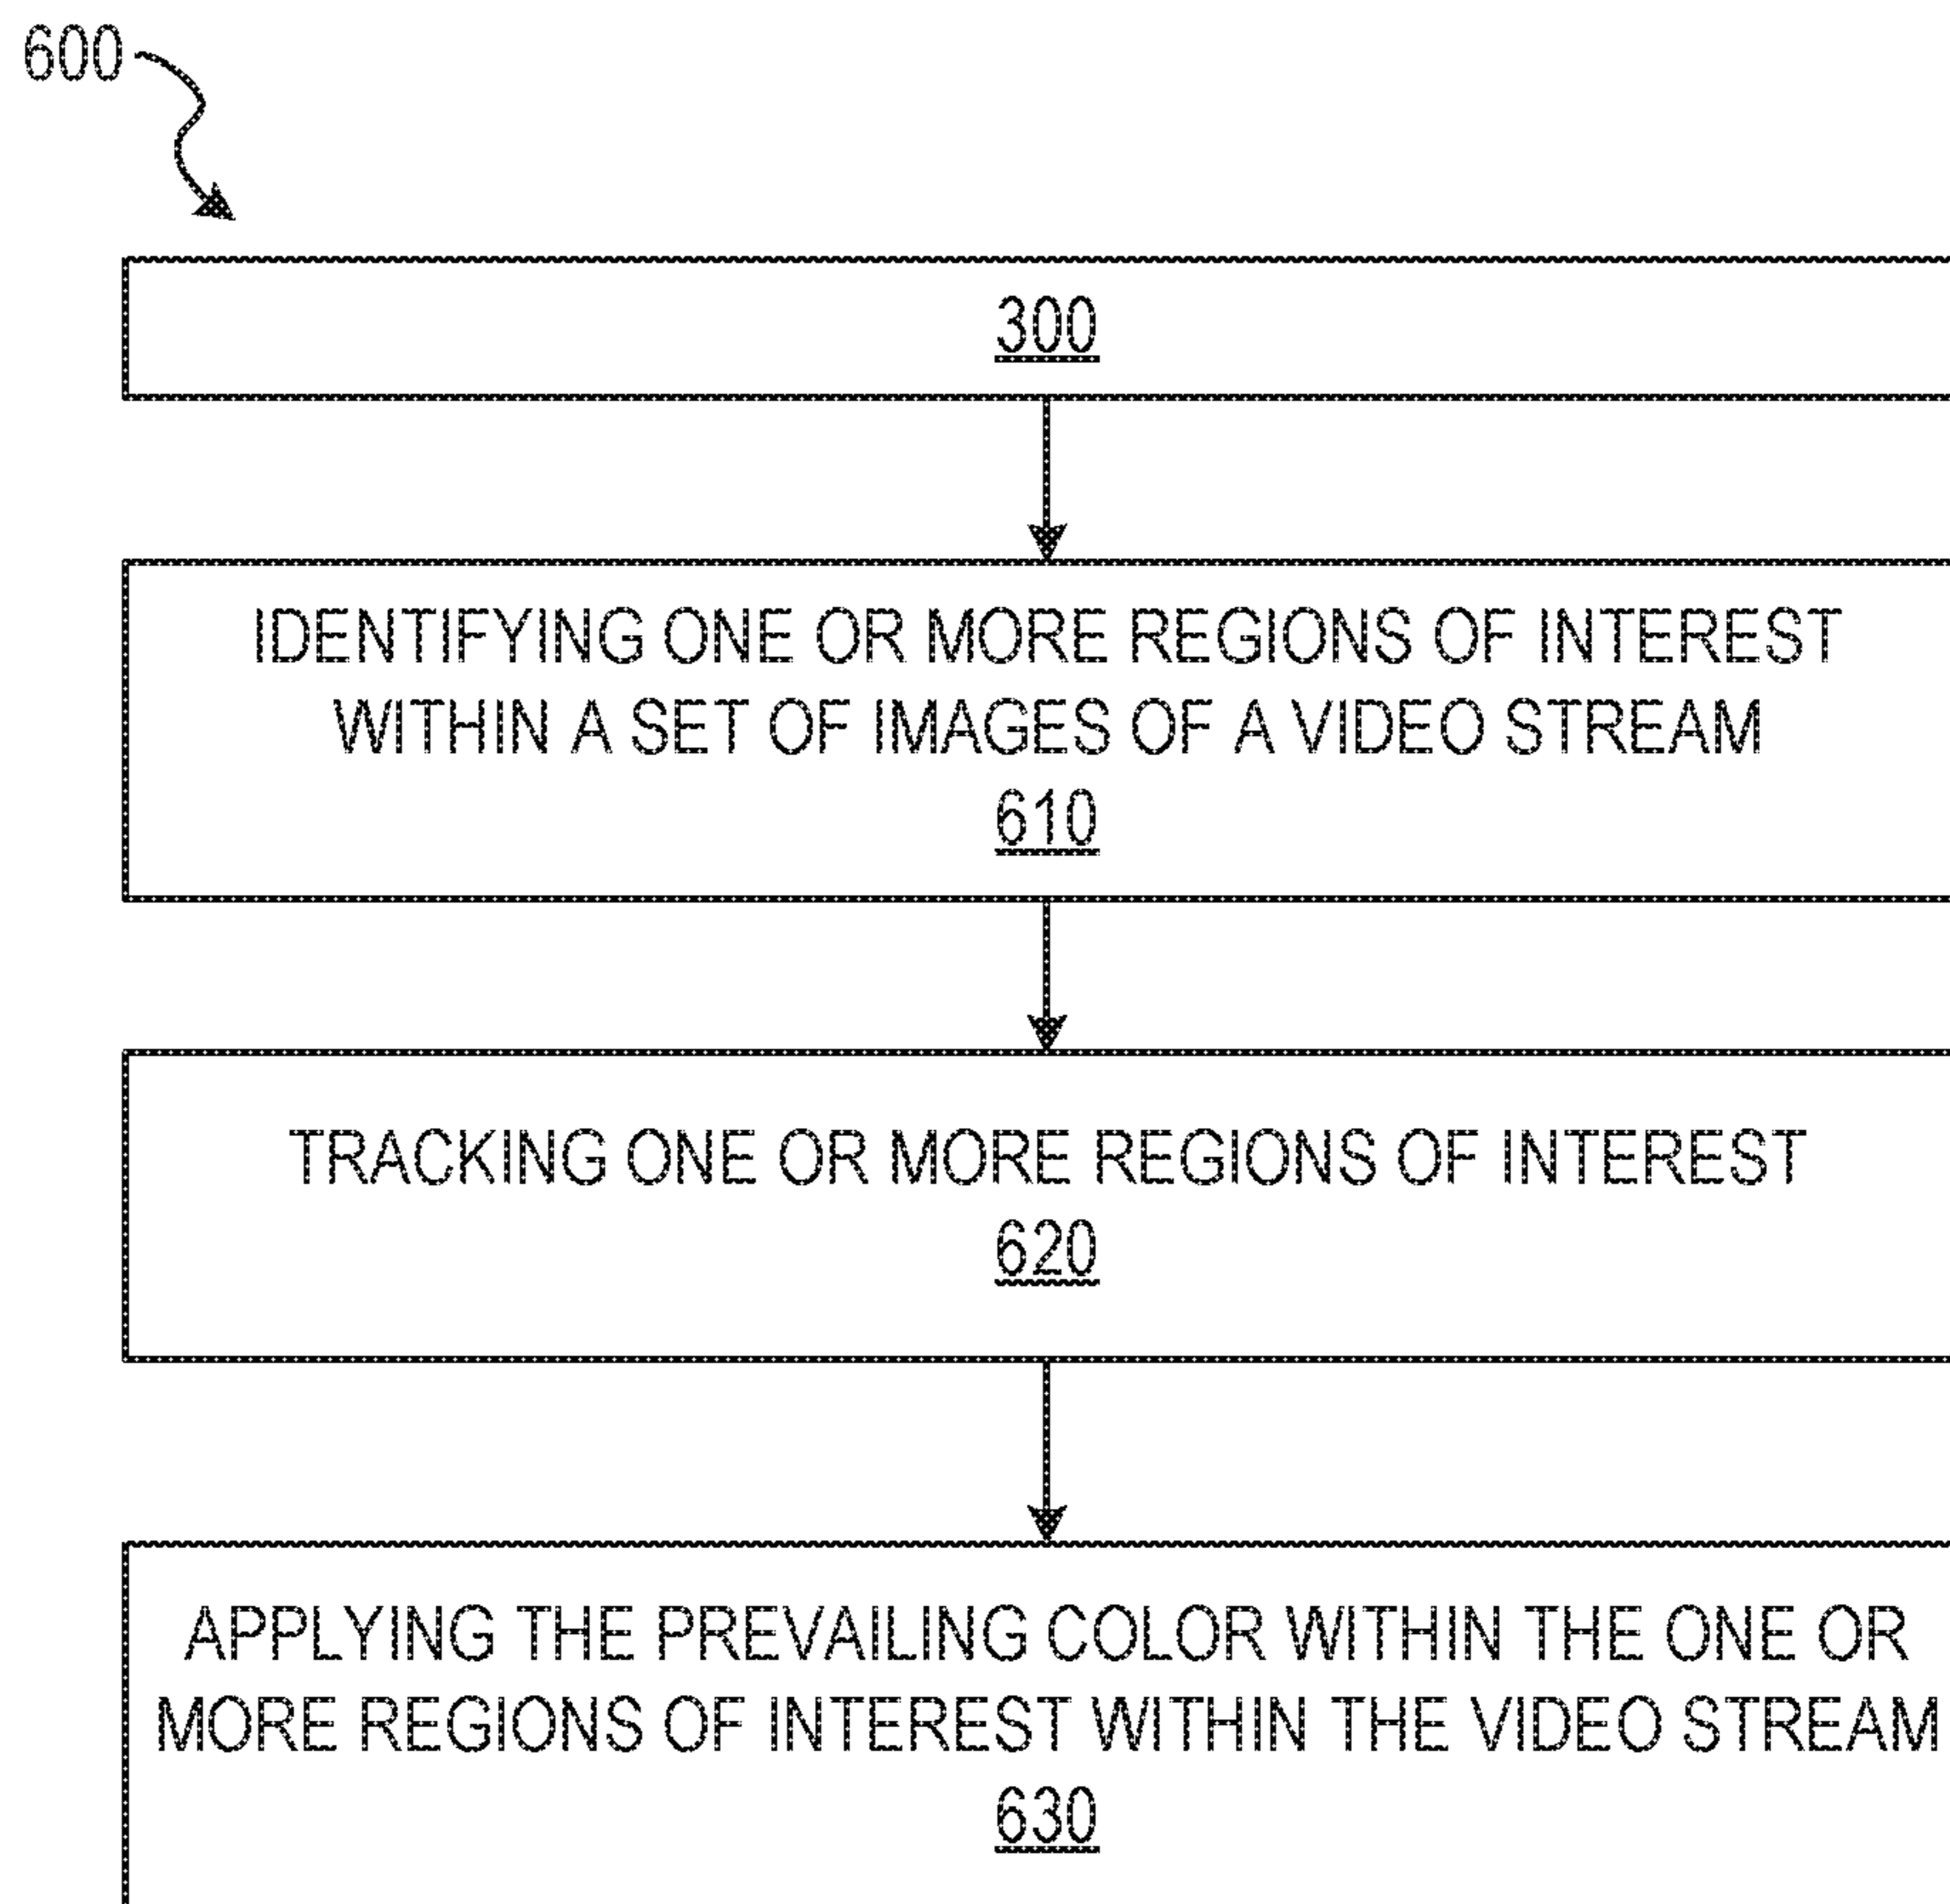 600
300
IDENTIFYING ONE OR MORE REGIONS OF INTEREST
WITHIN A SET OF IMAGES OF A VIDEO STREAM
610
TRACKING ONE OR MORE REGIONS OF INTEREST
620
APPLYING THE PREVAILING COLOR WITHIN THE ONE OR
MORE REGIONS OF INTEREST WITHIN THE VIDEO STREAM
630